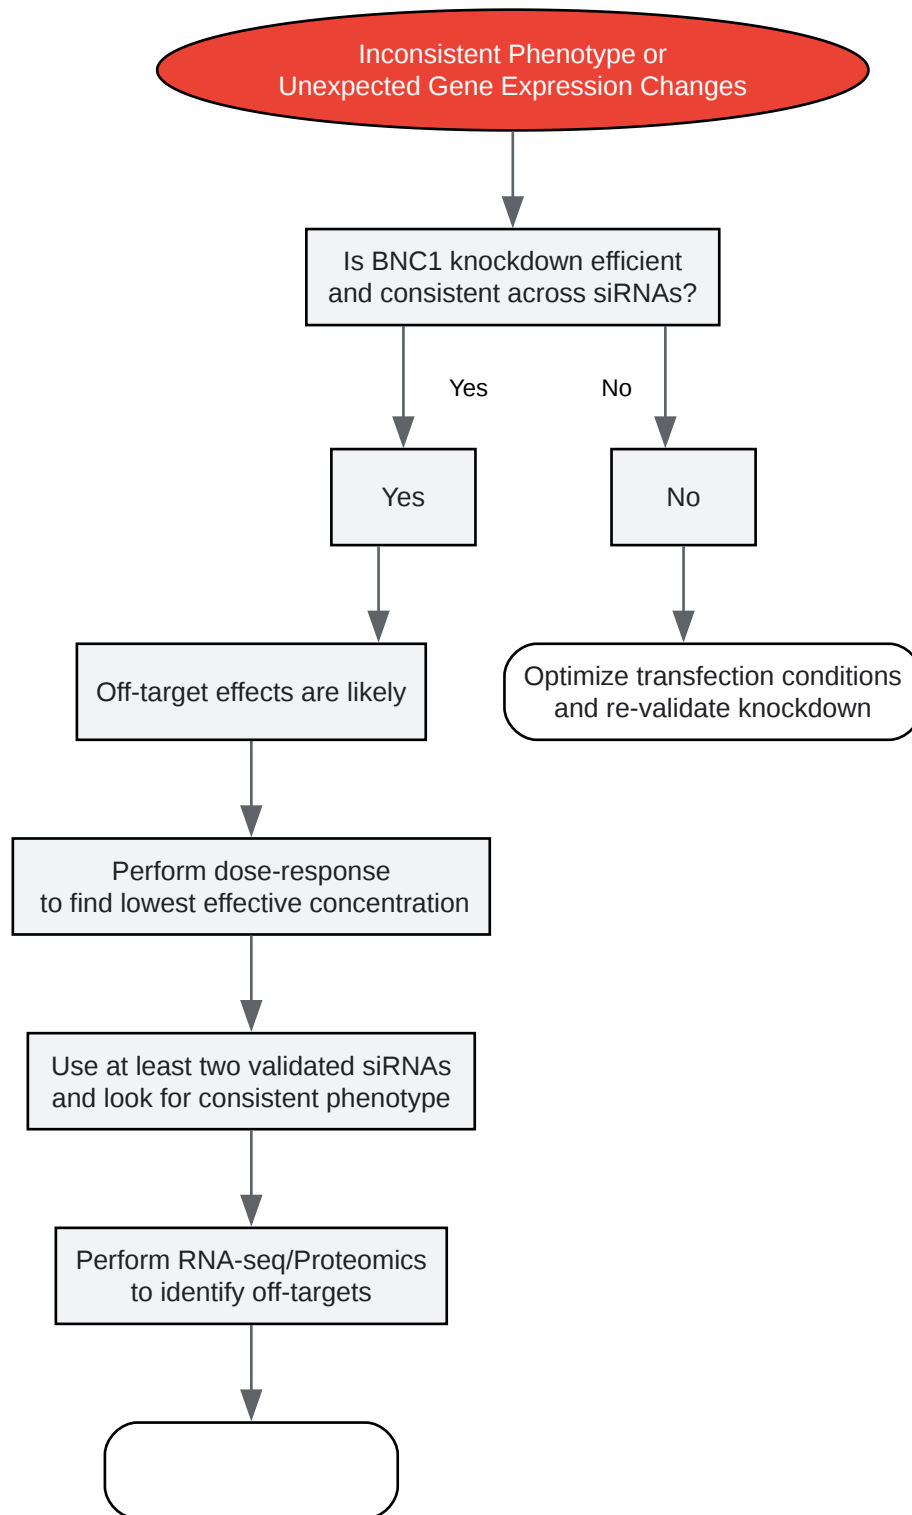 Inconsistent Phenotype or
Unexpected Gene Expression Changes
Is BNC1 knockdown efficient
and consistent across siRNAs?
Yes
No
Yes
No
Off-target effects are likely
Optimize transfection conditions
and re-validate knockdown
Perform dose-response
to find lowest effective concentration
Use at least two validated siRNAs
and look for consistent phenotype
Perform RNA-seq/Proteomics
to identify off-targets